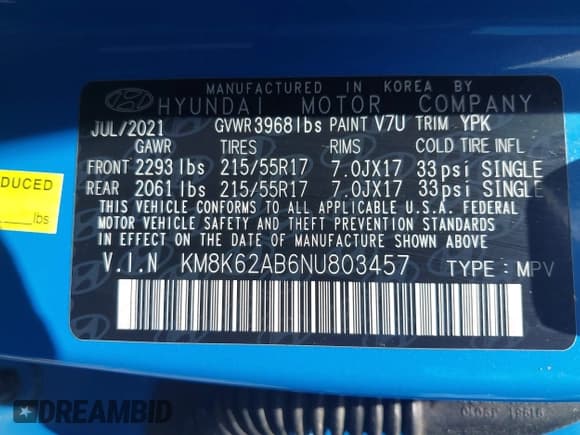 MANUFACTURED IN KOREA BY
HYUNDAI MOTOR COMPANY
JUL/2021 GVWR 3968lbs PAINT V7U TRIM YPK
GAWR TIRES RIMS COLD TIRE INFL
FRONT 2293lbs 215/55R17 7.0JX17 33psi SINGLE
REAR 2061lbs 215/55R17 7.0JX17 33psi SINGLE
THIS VEHICLE CONFORMS TO ALL APPLICABLE U.S.A. FEDERAL
MOTOR VEHICLE SAFETY AND THEFT PREVENTION STANDARDS
IN EFFECT ON THE DATE OF MANUFACTURE SHOWN ABOVE.
V.I.N KM8K62AB6NU803457 TYPE: MPV
DUCED
lbs
DREAMBID